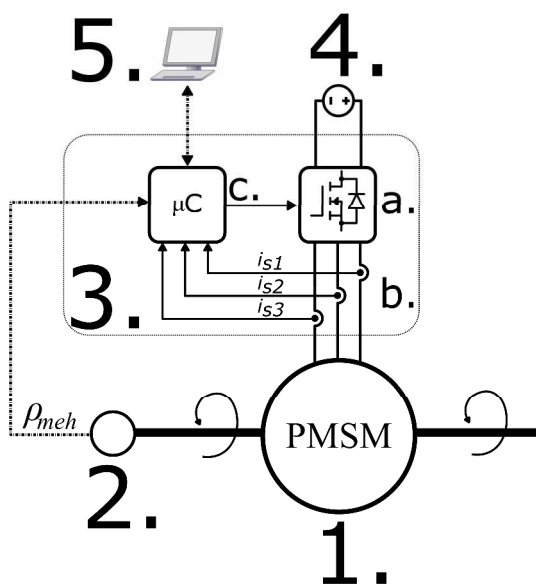 5.
4.
- +
μC
c.
a.
is1
is2
is3
b.
3.
ρmeh
PMSM
2.
1.